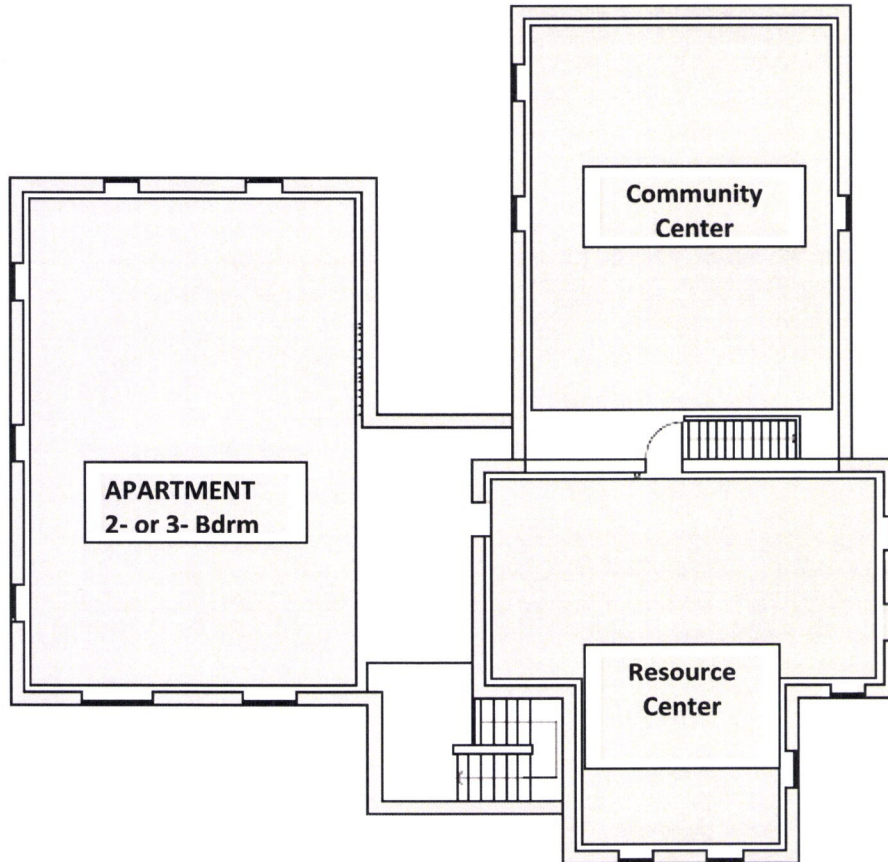 Community
Center
APARTMENT
2- or 3- Bdrm
Resource
Center